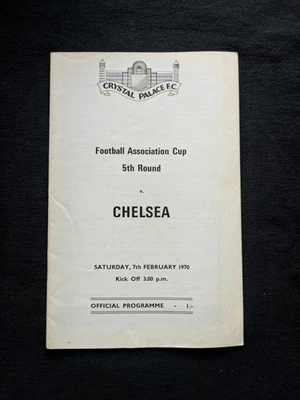 CRYSTAL PALACE F.C.
Football Association Cup
5th Round
v.
CHELSEA
SATURDAY, 7th FEBRUARY 1970
Kick Off 3.00 p.m.
OFFICIAL PROGRAMME - 1/-